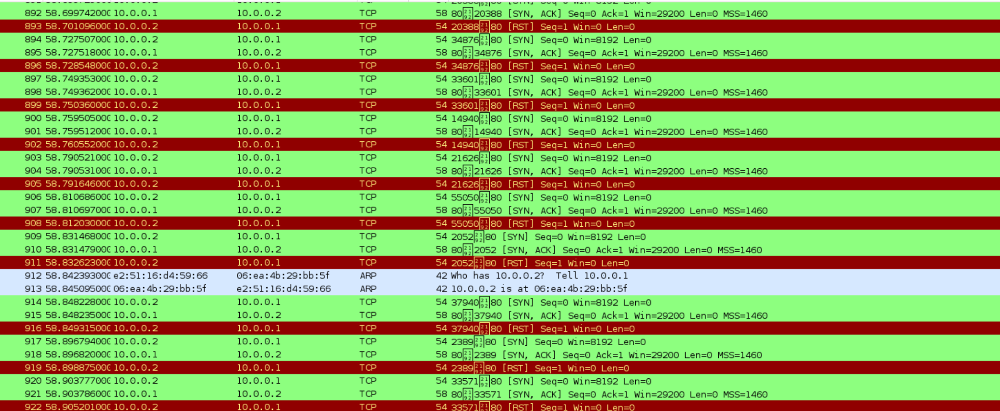 892 58.699742000 10.0.0.1 10.0.0.2 TCP 58 80→20388 [SYN, ACK] Seq=0 Ack=1 Win=29200 Len=0 MSS=1460
893 58.701096000 10.0.0.2 10.0.0.1 TCP 54 20388→80 [RST] Seq=1 Win=0 Len=0
894 58.727507000 10.0.0.2 10.0.0.1 TCP 54 34876→80 [SYN] Seq=0 Win=8192 Len=0
895 58.727518000 10.0.0.1 10.0.0.2 TCP 58 80→34876 [SYN, ACK] Seq=0 Ack=1 Win=29200 Len=0 MSS=1460
896 58.728548000 10.0.0.2 10.0.0.1 TCP 54 34876→80 [RST] Seq=1 Win=0 Len=0
897 58.749353000 10.0.0.2 10.0.0.1 TCP 54 33601→80 [SYN] Seq=0 Win=8192 Len=0
898 58.749362000 10.0.0.1 10.0.0.2 TCP 58 80→33601 [SYN, ACK] Seq=0 Ack=1 Win=29200 Len=0 MSS=1460
899 58.750360000 10.0.0.2 10.0.0.1 TCP 54 33601→80 [RST] Seq=1 Win=0 Len=0
900 58.759505000 10.0.0.2 10.0.0.1 TCP 54 14940→80 [SYN] Seq=0 Win=8192 Len=0
901 58.759512000 10.0.0.1 10.0.0.2 TCP 58 80→14940 [SYN, ACK] Seq=0 Ack=1 Win=29200 Len=0 MSS=1460
902 58.760552000 10.0.0.2 10.0.0.1 TCP 54 14940→80 [RST] Seq=1 Win=0 Len=0
903 58.790521000 10.0.0.2 10.0.0.1 TCP 54 21626→80 [SYN] Seq=0 Win=8192 Len=0
904 58.790531000 10.0.0.1 10.0.0.2 TCP 58 80→21626 [SYN, ACK] Seq=0 Ack=1 Win=29200 Len=0 MSS=1460
905 58.791646000 10.0.0.2 10.0.0.1 TCP 54 21626→80 [RST] Seq=1 Win=0 Len=0
906 58.810686000 10.0.0.2 10.0.0.1 TCP 54 55050→80 [SYN] Seq=0 Win=8192 Len=0
907 58.810697000 10.0.0.1 10.0.0.2 TCP 58 80→55050 [SYN, ACK] Seq=0 Ack=1 Win=29200 Len=0 MSS=1460
908 58.812030000 10.0.0.2 10.0.0.1 TCP 54 55050→80 [RST] Seq=1 Win=0 Len=0
909 58.831468000 10.0.0.2 10.0.0.1 TCP 54 2052→80 [SYN] Seq=0 Win=8192 Len=0
910 58.831479000 10.0.0.1 10.0.0.2 TCP 58 80→2052 [SYN, ACK] Seq=0 Ack=1 Win=29200 Len=0 MSS=1460
911 58.832623000 10.0.0.2 10.0.0.1 TCP 54 2052→80 [RST] Seq=1 Win=0 Len=0
912 58.842393000 e2:51:16:d4:59:66 06:ea:4b:29:bb:5f ARP 42 Who has 10.0.0.2?  Tell 10.0.0.1
913 58.845095000 06:ea:4b:29:bb:5f e2:51:16:d4:59:66 ARP 42 10.0.0.2 is at 06:ea:4b:29:bb:5f
914 58.848228000 10.0.0.2 10.0.0.1 TCP 54 37940→80 [SYN] Seq=0 Win=8192 Len=0
915 58.848235000 10.0.0.1 10.0.0.2 TCP 58 80→37940 [SYN, ACK] Seq=0 Ack=1 Win=29200 Len=0 MSS=1460
916 58.849315000 10.0.0.2 10.0.0.1 TCP 54 37940→80 [RST] Seq=1 Win=0 Len=0
917 58.896794000 10.0.0.2 10.0.0.1 TCP 54 2389→80 [SYN] Seq=0 Win=8192 Len=0
918 58.896820000 10.0.0.1 10.0.0.2 TCP 58 80→2389 [SYN, ACK] Seq=0 Ack=1 Win=29200 Len=0 MSS=1460
919 58.898875000 10.0.0.2 10.0.0.1 TCP 54 2389→80 [RST] Seq=1 Win=0 Len=0
920 58.903777000 10.0.0.2 10.0.0.1 TCP 54 33571→80 [SYN] Seq=0 Win=8192 Len=0
921 58.903786000 10.0.0.1 10.0.0.2 TCP 58 80→33571 [SYN, ACK] Seq=0 Ack=1 Win=29200 Len=0 MSS=1460
922 58.905201000 10.0.0.2 10.0.0.1 TCP 54 33571→80 [RST] Seq=1 Win=0 Len=0